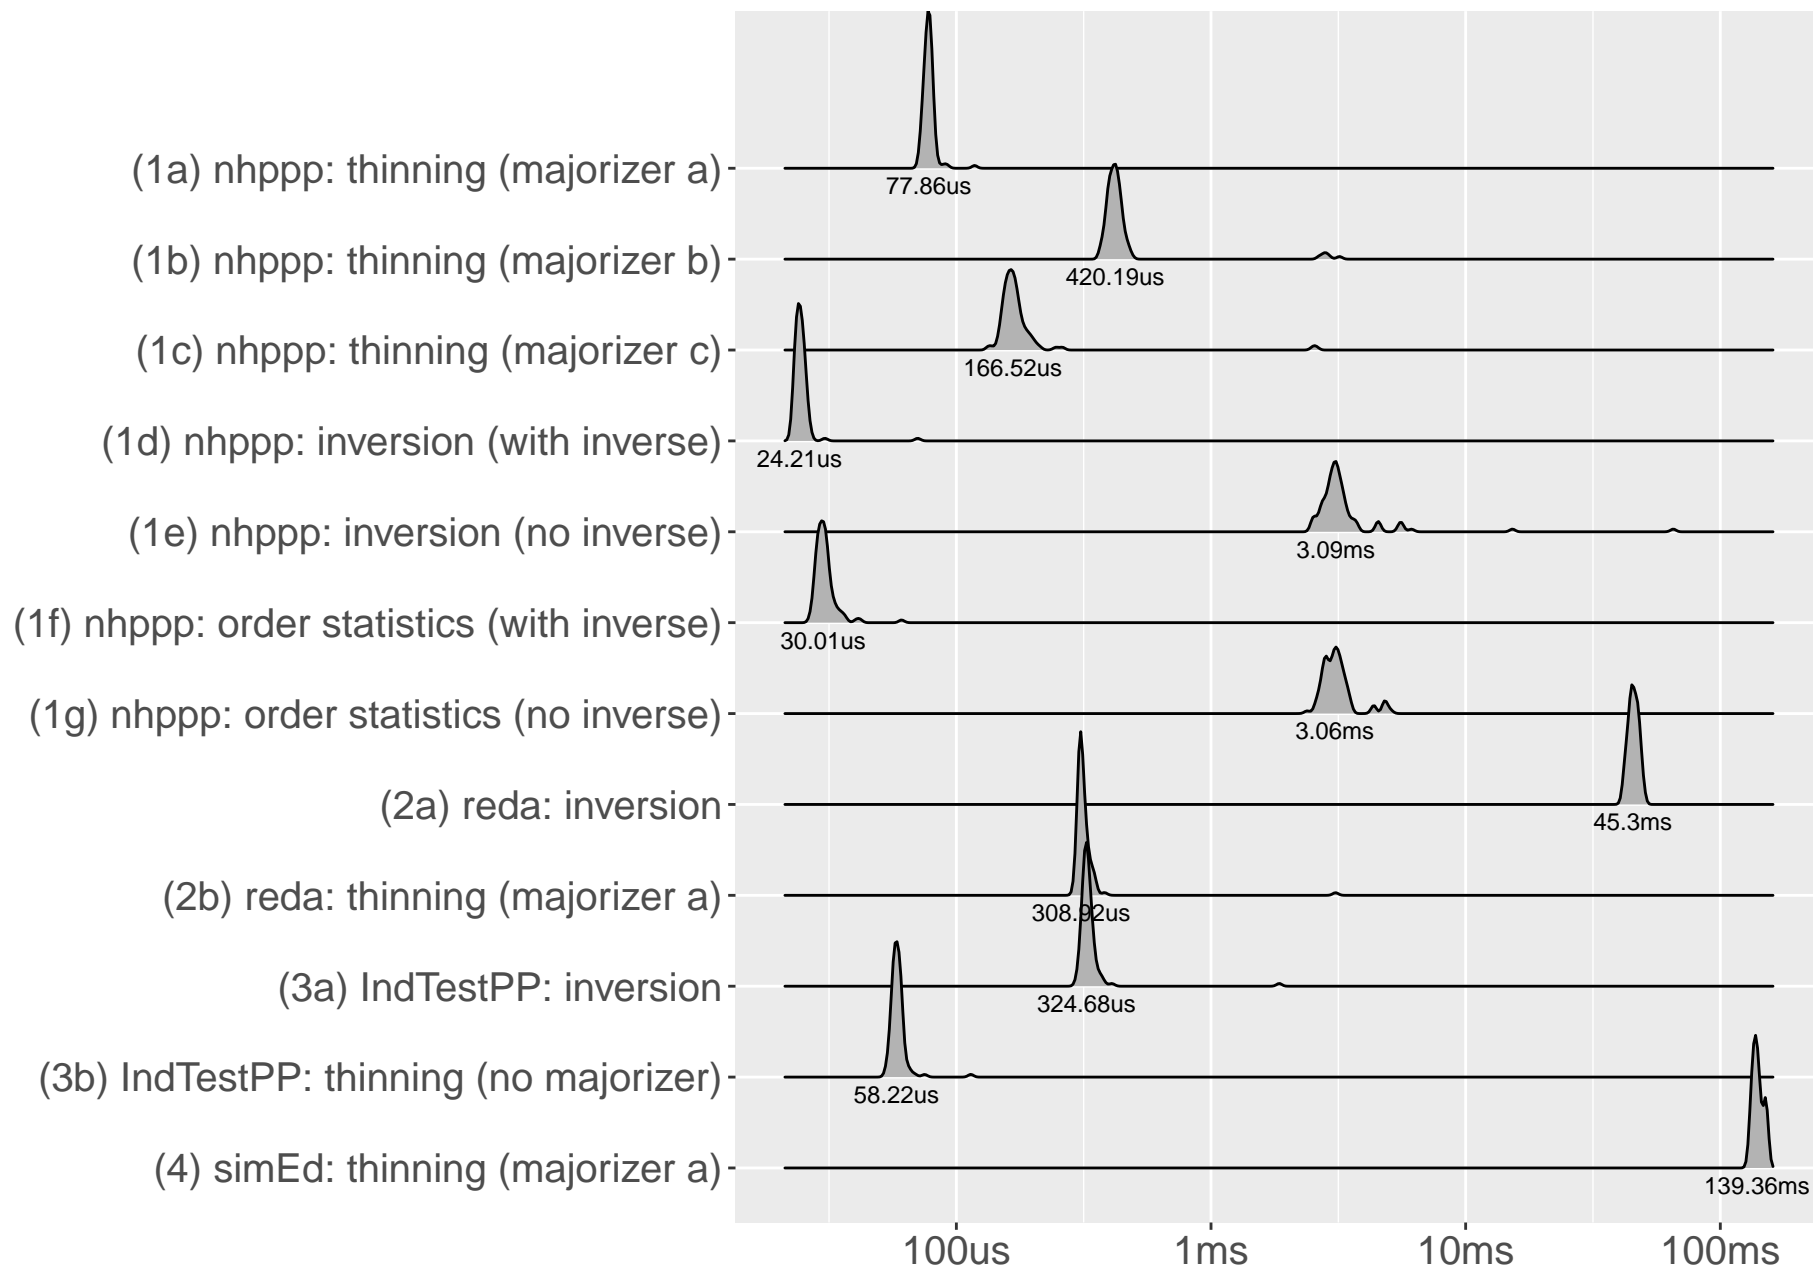 (1a) nhppp: thinning (majorizer a)
77.86us
(1b) nhppp: thinning (majorizer b)
420.19us
(1c) nhppp: thinning (majorizer c)
166.52us
(1d) nhppp: inversion (with inverse)
24.21us
(1e) nhppp: inversion (no inverse)
3.09ms
(1f) nhppp: order statistics (with inverse)
30.01us
(1g) nhppp: order statistics (no inverse)
3.06ms
(2a) reda: inversion
45.3ms
(2b) reda: thinning (majorizer a)
308.92us
(3a) IndTestPP: inversion
324.68us
(3b) IndTestPP: thinning (no majorizer)
58.22us
(4) simEd: thinning (majorizer a)
139.36ms
100us 1ms 10ms 100ms